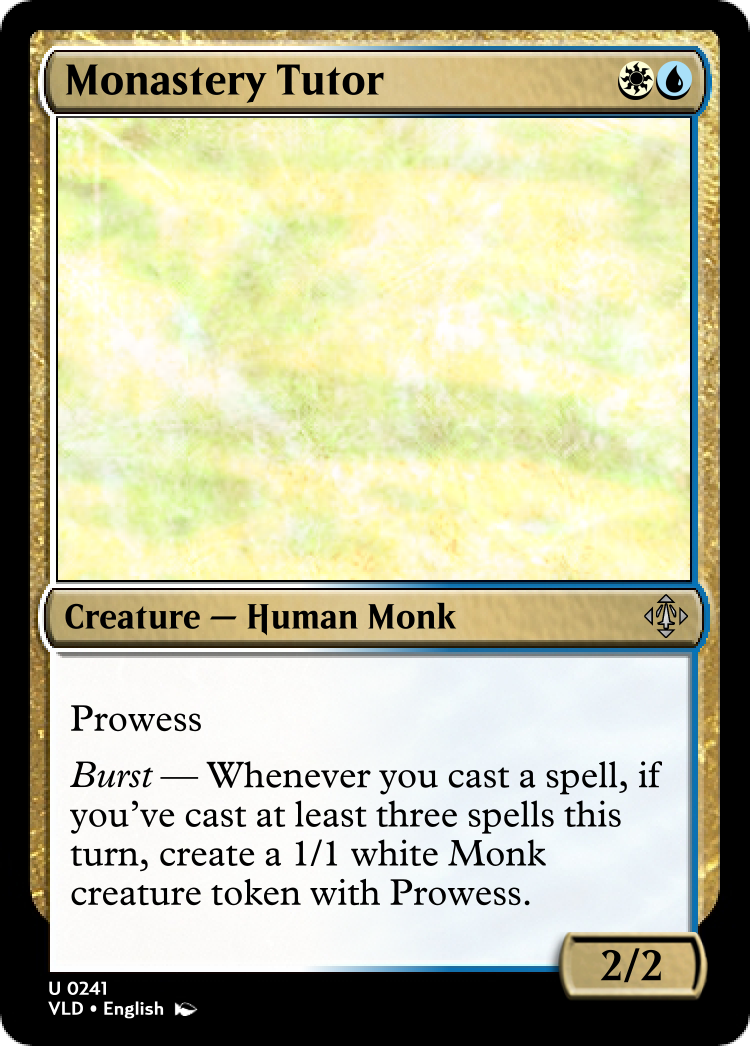 Monastery Tutor
Creature — Human Monk
Prowess
Burst — Whenever you cast a spell, if
you've cast at least three spells this
turn, create a 1/1 white Monk
creature token with Prowess.
2/2
U 0241
VLD • English